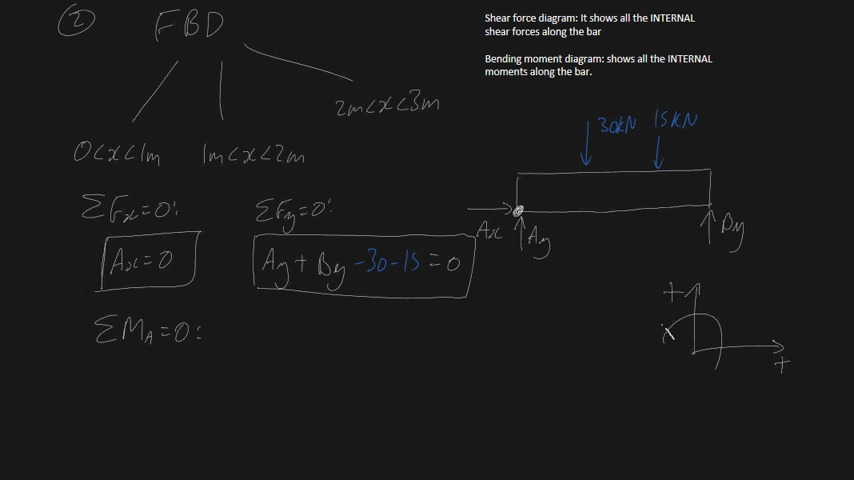 ② FBD
Shear force diagram: It shows all the INTERNAL
shear forces along the bar
Bending moment diagram: shows all the INTERNAL
moments along the bar.
2m<x<3m
0<x<1m 1m<x<2m
30kN 15kN
ΣFx=0:
ΣFy=0:
Ax
Ay
By
Ax=0
Ay+By-30-15=0
ΣM_A=0:
+
+